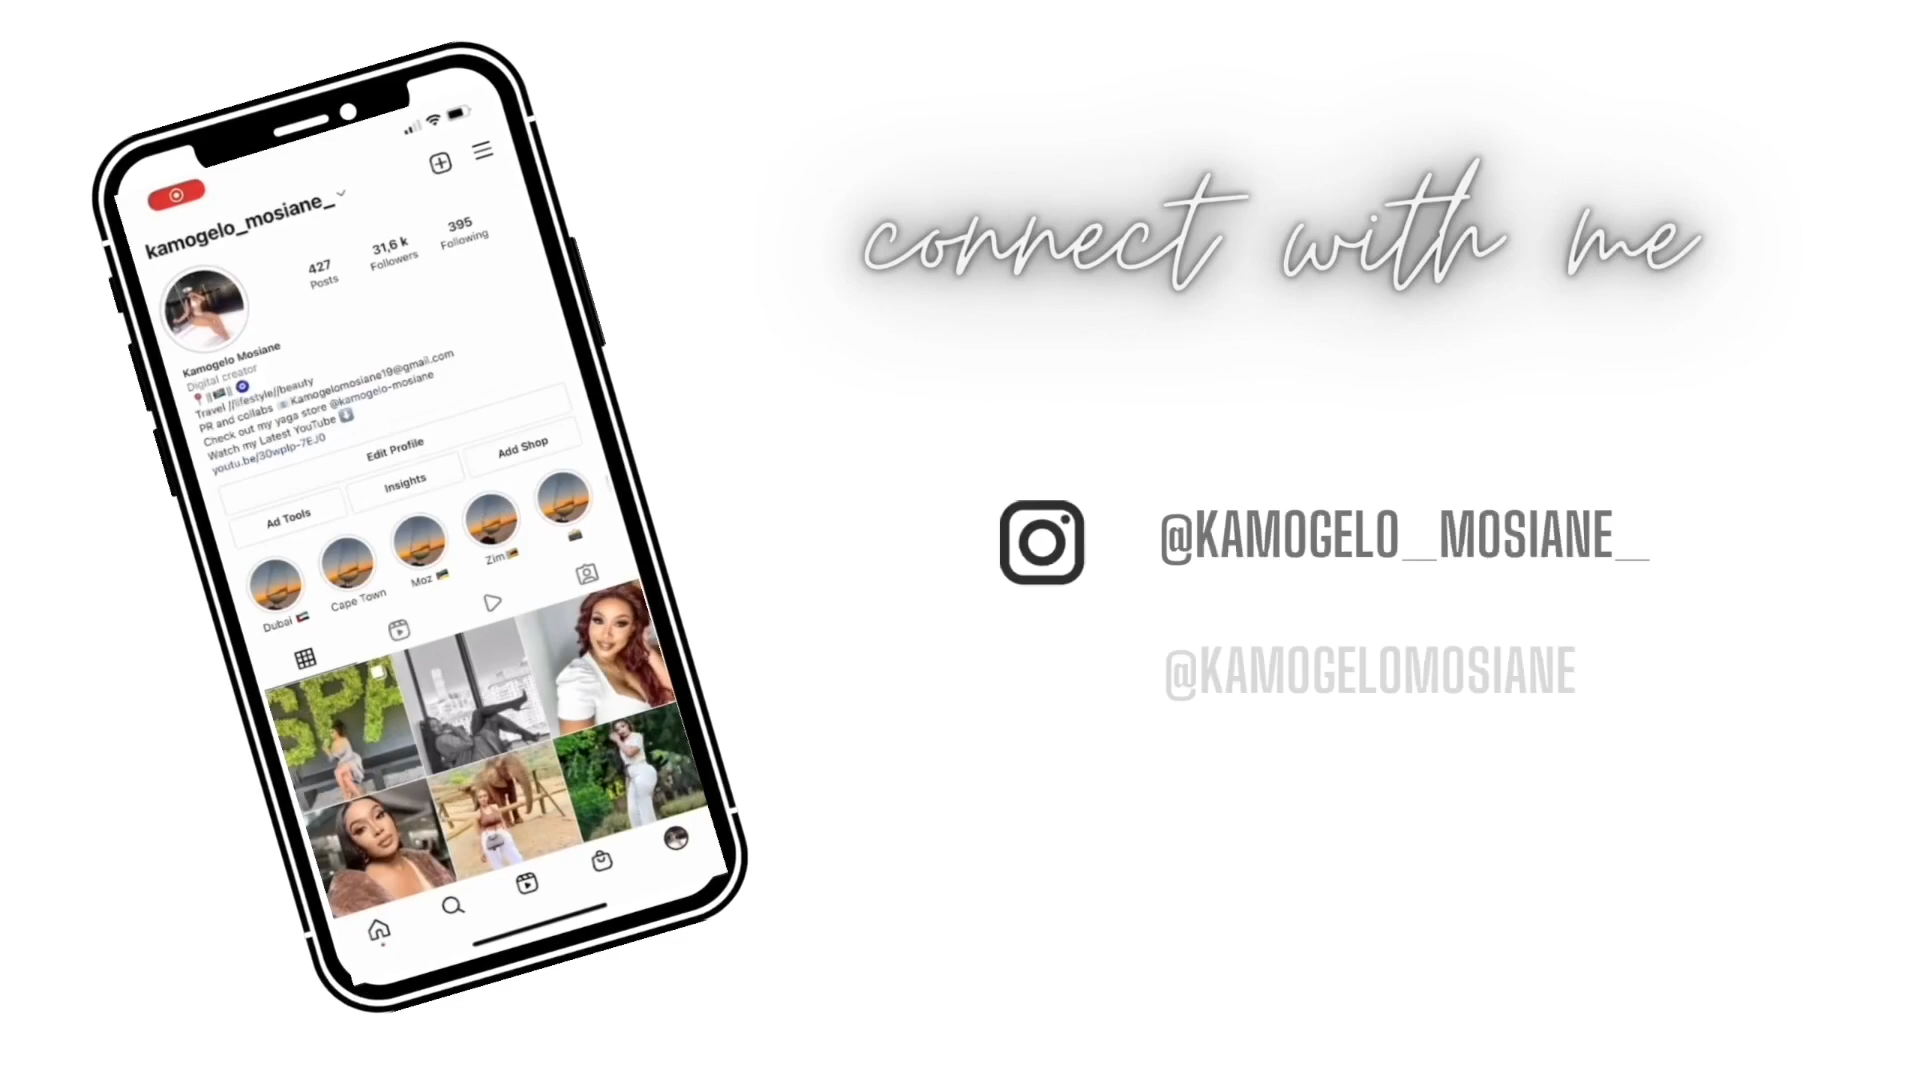 kamogelo_mosiane_
427
Posts
31,6 k
Followers
395
Following
Kamogelo Mosiane
Digital creator
Travel //lifestyle//beauty
PR and collabs 📧Kamogelomosiane19@gmail.com
Check out my yaga store @kamogelo-mosiane
Watch my Latest YouTube ⬇️
youtu.be/30wplp-7EJ0
Edit Profile
Ad Tools
Insights
Add Shop
Dubai
Cape Town
Moz
Zim
SPA
connect with me
@KAMOGELO_MOSIANE_
@KAMOGELOMOSIANE